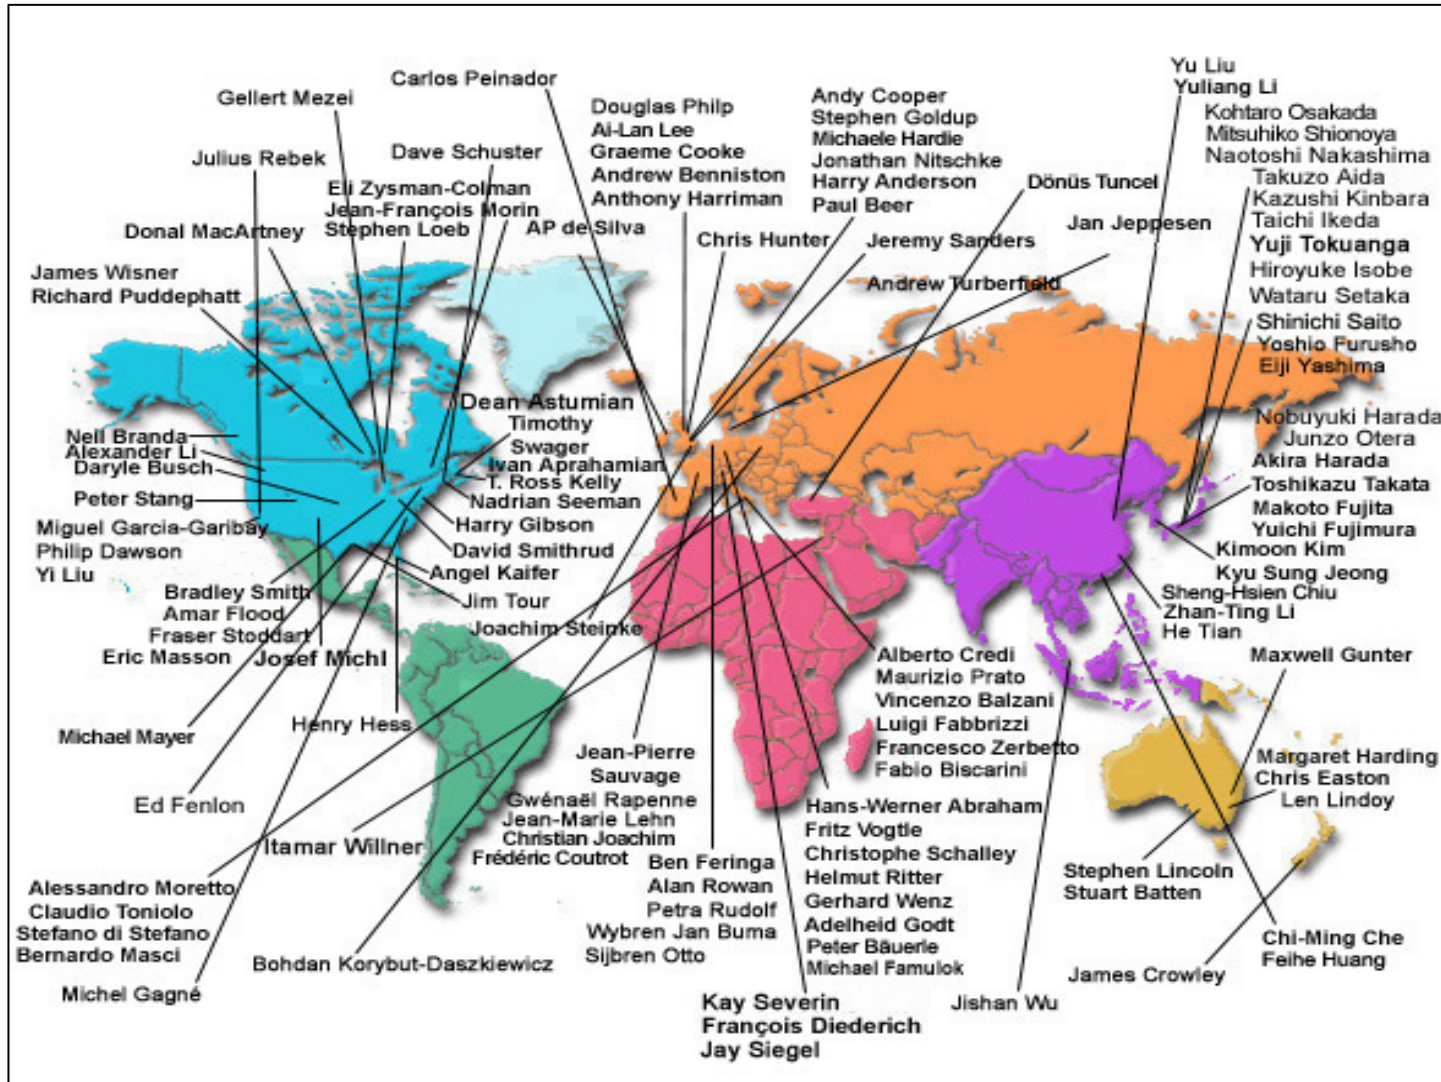 Carlos Peinador
Gellert Mezei
Julius Rebek
Dave Schuster
Eli Zysman-Colman
Jean-François Morin
Stephen Loeb
Donal MacArtney
James Wisner
Richard Puddephatt
AP de Silva
Douglas Philp
Ai-Lan Lee
Graeme Cooke
Andrew Benniston
Anthony Harriman
Chris Hunter
Andy Cooper
Stephen Goldup
Michaele Hardie
Jonathan Nitschke
Harry Anderson
Paul Beer
Jeremy Sanders
Andrew Turberfield
Dönüs Tuncel
Jan Jeppesen
Yu Liu
Yuliang Li
Kohtaro Osakada
Mitsuhiko Shionoya
Naotoshi Nakashima
Takuzo Aida
Kazushi Kinbara
Taichi Ikeda
Yuji Tokuanga
Hiroyuke Isobe
Wataru Setaka
Shinichi Saito
Yoshio Furusho
Eiji Yashima
Nobuyuki Harada
Junzo Otera
Akira Harada
Toshikazu Takata
Makoto Fujita
Yuichi Fujimura
Kimoon Kim
Kyu Sung Jeong
Sheng-Hsien Chiu
Zhan-Ting Li
He Tian
Dean Astumian
Timothy
Swager
Ivan Aprahamian
T. Ross Kelly
Nadrian Seeman
Harry Gibson
David Smithrud
Angel Kaifer
Jim Tour
Joachim Steinke
Neil Branda
Alexander Li
Daryle Busch
Peter Stang
Miguel Garcia-Garibay
Philip Dawson
Yi Liu
Bradley Smith
Amar Flood
Fraser Stoddart
Eric Masson
Josef Michl
Henry Hess
Michael Mayer
Ed Fenlon
Itamar Willner
Alessandro Moretto
Claudio Toniolo
Stefano di Stefano
Bernardo Masci
Michel Gagné
Bohdan Korybut-Daszkiewicz
Jean-Pierre
Sauvage
Gwénaël Rapenne
Jean-Marie Lehn
Christian Joachim
Frédéric Coutrot
Ben Feringa
Alan Rowan
Petra Rudolf
Wybren Jan Buma
Sijbren Otto
Alberto Credi
Maurizio Prato
Vincenzo Balzani
Luigi Fabbrizzi
Francesco Zerbetto
Fabio Biscarini
Hans-Werner Abraham
Fritz Vogtle
Christophe Schalley
Helmut Ritter
Gerhard Wenz
Adelheid Godt
Peter Bäuerle
Michael Famulok
Kay Severin
François Diederich
Jay Siegel
Jishan Wu
Maxwell Gunter
Margaret Harding
Chris Easton
Len Lindoy
Stephen Lincoln
Stuart Batten
James Crowley
Chi-Ming Che
Feihe Huang